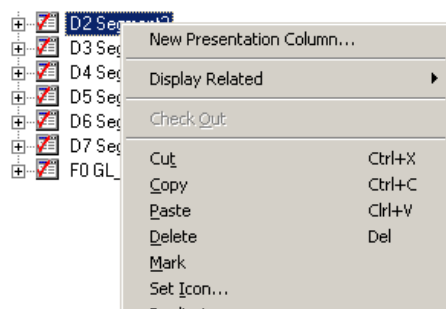 D2 Segment2
New Presentation Column...
D3 Seg
D4 Seg
Display Related
D5 Seg
D6 Seg
Check Out
D7 Seg
F0 GL_
Cut Ctrl+X
Copy Ctrl+C
Paste Ctrl+V
Delete Del
Mark
Set Icon...